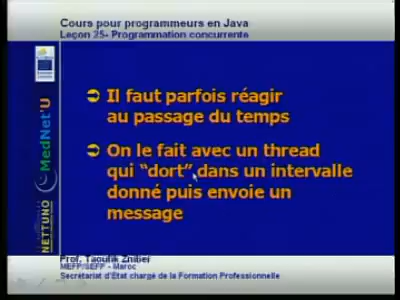 Cours pour programmeurs en Java
Leçon 25- Programmation concurrente
Il faut parfois réagir
au passage du temps
On le fait avec un thread
qui “dort” dans un intervalle
donné puis envoie un
message
NETTUNO
MedNet'U
Prof. Taoufik Znibei
MEFP/SEFP - Maroc
Secrétariat d'Etat chargé de la Formation Professionnelle